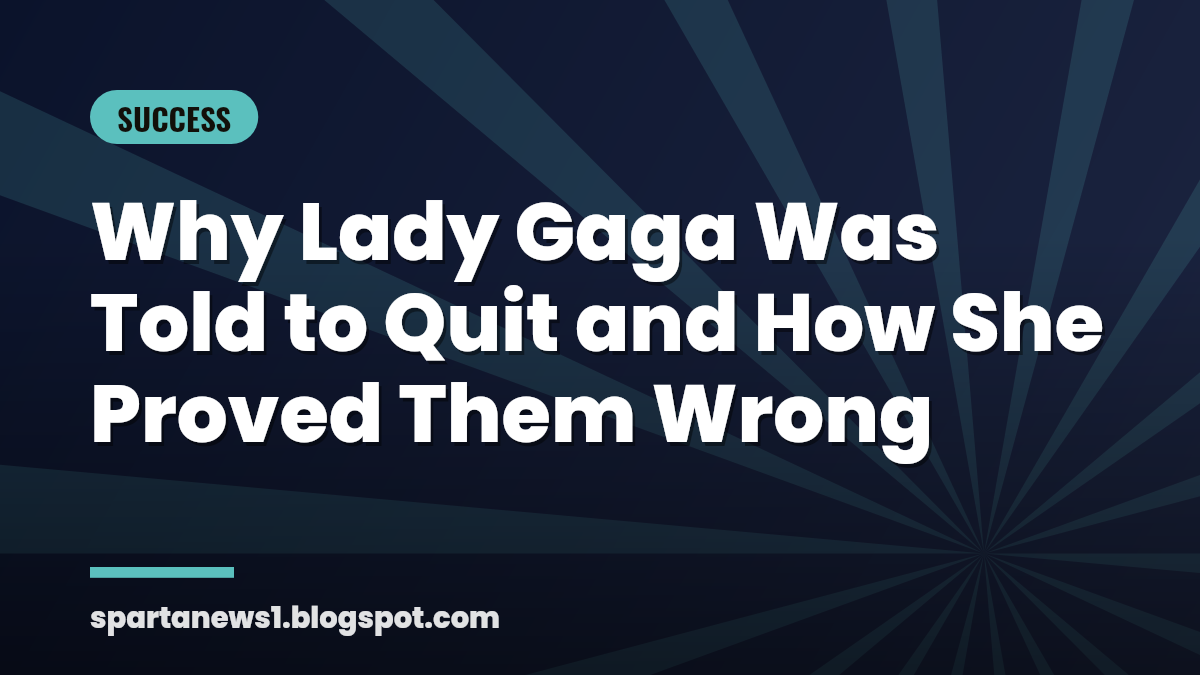 SUCCESS
Why Lady Gaga Was
Told to Quit and How She
Proved Them Wrong
spartanews1.blogspot.com